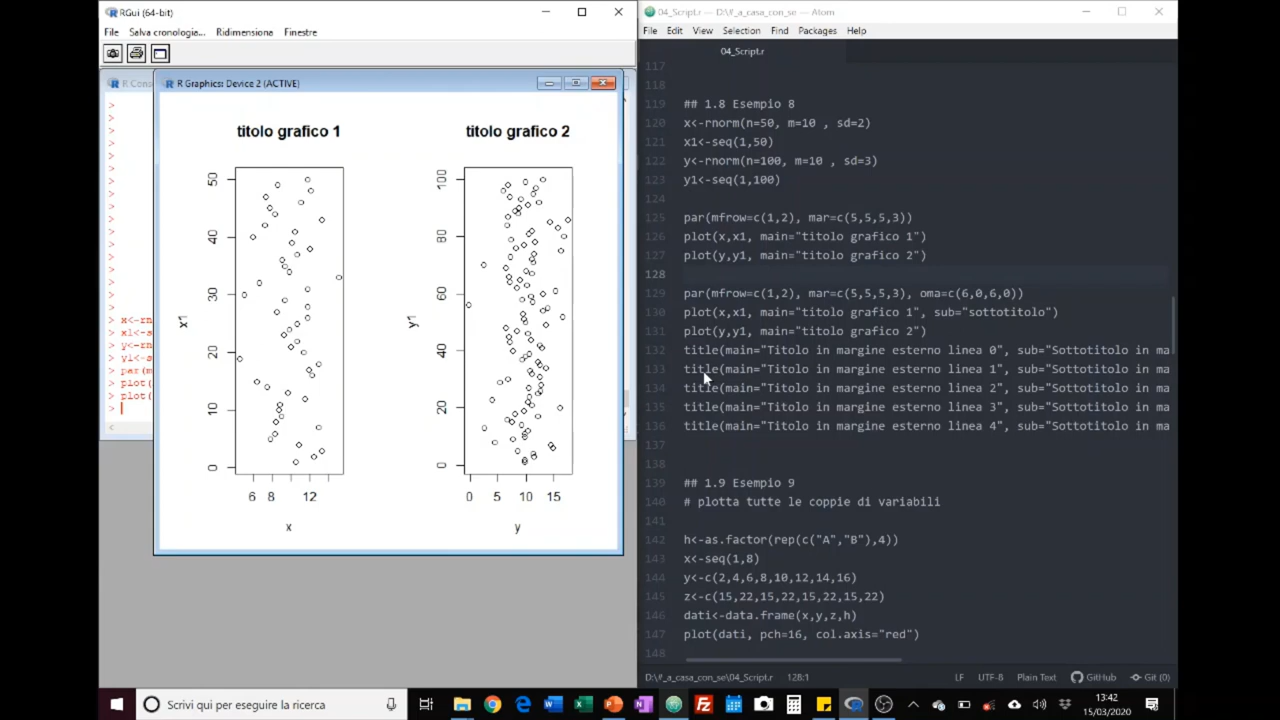 RGui (64-bit)
File Salva cronologia... Ridimensiona Finestre
R Graphics: Device 2 (ACTIVE)
titolo grafico 1
titolo grafico 2
50
40
30
20
10
0
x1
6 8 12
x
100
80
60
40
20
0
y1
0 5 10 15
y
>
>
>
>
>
>
>
>
>
>
>
> x<-rn
> x1<-s
> y<-rn
> y1<-s
> par(m
> plot(
> plot(
>
04_Script.r — D:\#_a_casa_con_se — Atom
File Edit View Selection Find Packages Help
04_Script.r
117
118
119 ## 1.8 Esempio 8
120 x<-rnorm(n=50, m=10 , sd=2)
121 x1<-seq(1,50)
122 y<-rnorm(n=100, m=10 , sd=3)
123 y1<-seq(1,100)
124
125 par(mfrow=c(1,2), mar=c(5,5,5,3))
126 plot(x,x1, main="titolo grafico 1")
127 plot(y,y1, main="titolo grafico 2")
128
129 par(mfrow=c(1,2), mar=c(5,5,5,3), oma=c(6,0,6,0))
130 plot(x,x1, main="titolo grafico 1", sub="sottotitolo")
131 plot(y,y1, main="titolo grafico 2")
132 title(main="Titolo in margine esterno linea 0", sub="Sottotitolo in ma
133 title(main="Titolo in margine esterno linea 1", sub="Sottotitolo in ma
134 title(main="Titolo in margine esterno linea 2", sub="Sottotitolo in ma
135 title(main="Titolo in margine esterno linea 3", sub="Sottotitolo in ma
136 title(main="Titolo in margine esterno linea 4", sub="Sottotitolo in ma
137
138
139 ## 1.9 Esempio 9
140 # plotta tutte le coppie di variabili
141
142 h<-as.factor(rep(c("A","B"),4))
143 x<-seq(1,8)
144 y<-c(2,4,6,8,10,12,14,16)
145 z<-c(15,22,15,22,15,22,15,22)
146 dati<-data.frame(x,y,z,h)
147 plot(dati, pch=16, col.axis="red")
148
D:\#_a_casa_con_se\04_Script.r 128:1 LF UTF-8 Plain Text GitHub Git (0)
Scrivi qui per eseguire la ricerca
13:42
15/03/2020